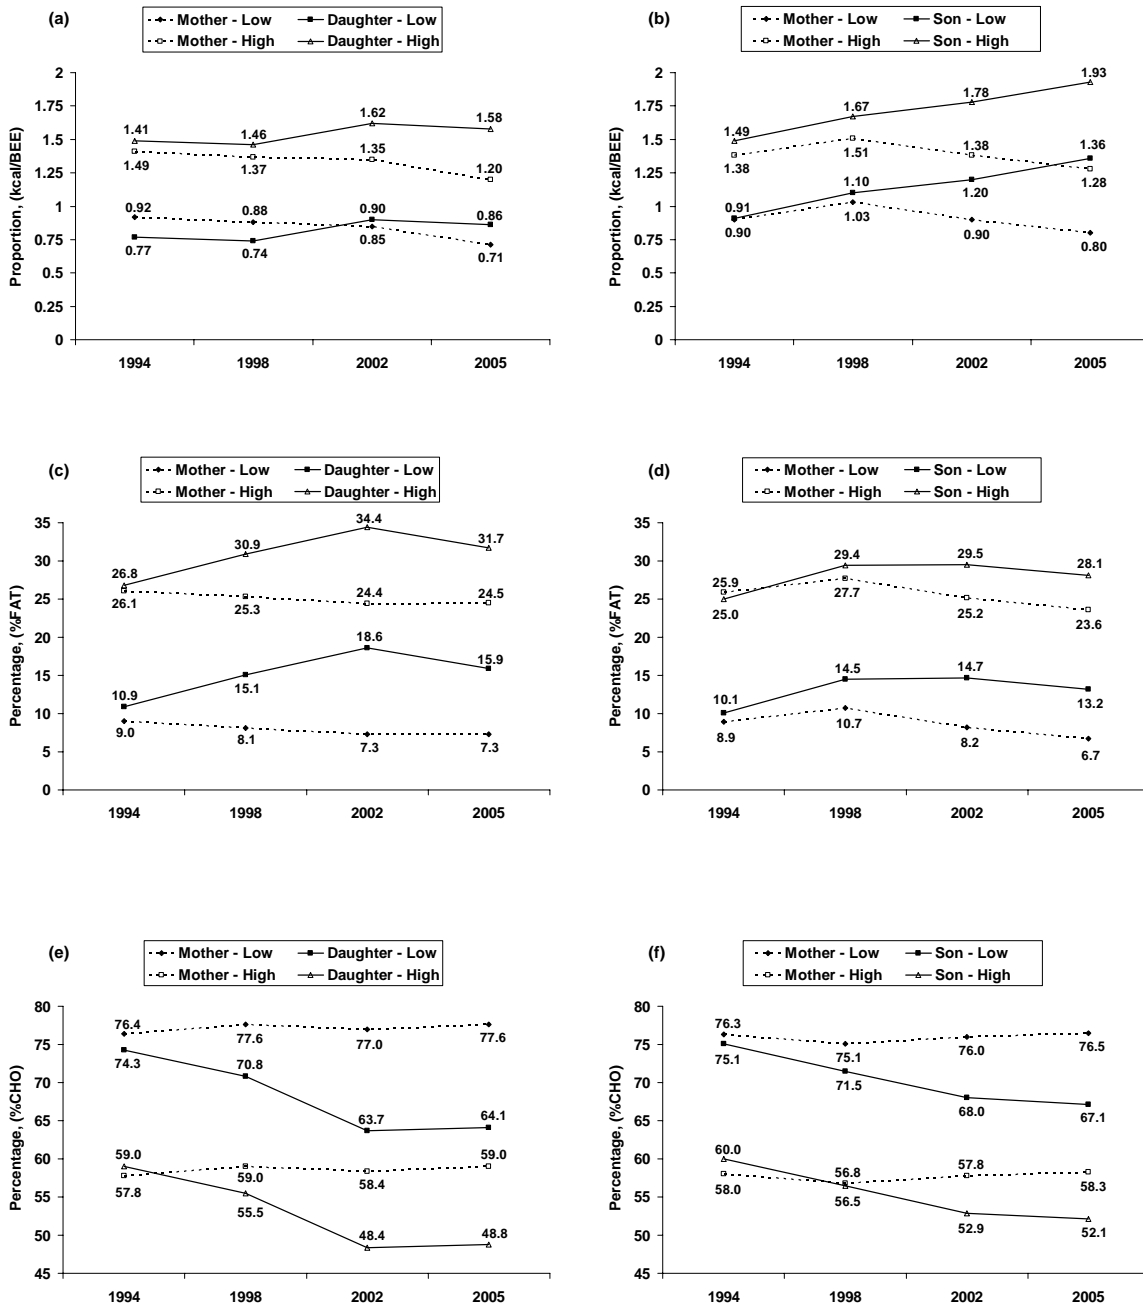 (a)
Mother - Low Daughter - Low
Mother - High Daughter - High
Proportion, (kcal/BEE)
2
1.75
1.5
1.25
1
0.75
0.5
0.25
0
1.41 1.46 1.62 1.58
1.49 1.37 1.35 1.20
0.92 0.88 0.90 0.86
0.77 0.74 0.85 0.71
1994 1998 2002 2005
(b)
Mother - Low Son - Low
Mother - High Son - High
Proportion, (kcal/BEE)
2
1.75
1.5
1.25
1
0.75
0.5
0.25
0
1.49 1.67 1.78 1.93
1.38 1.51 1.38 1.28
0.91 1.10 1.20 1.36
0.90 1.03 0.90 0.80
1994 1998 2002 2005
(c)
Mother - Low Daughter - Low
Mother - High Daughter - High
Percentage, (%FAT)
35
30
25
20
15
10
5
0
26.8 30.9 34.4 31.7
26.1 25.3 24.4 24.5
10.9 15.1 18.6 15.9
9.0 8.1 7.3 7.3
1994 1998 2002 2005
(d)
Mother - Low Son - Low
Mother - High Son - High
Percentage, (%FAT)
35
30
25
20
15
10
5
0
25.9 29.4 29.5 28.1
25.0 27.7 25.2 23.6
10.1 14.5 14.7 13.2
8.9 10.7 8.2 6.7
1994 1998 2002 2005
(e)
Mother - Low Daughter - Low
Mother - High Daughter - High
Percentage, (%CHO)
80
75
70
65
60
55
50
45
76.4 77.6 77.0 77.6
74.3 70.8 63.7 64.1
59.0 59.0 58.4 59.0
57.8 55.5 48.4 48.8
1994 1998 2002 2005
(f)
Mother - Low Son - Low
Mother - High Son - High
Percentage, (%CHO)
80
75
70
65
60
55
50
45
76.3 75.1 76.0 76.5
75.1 71.5 68.0 67.1
60.0 56.8 57.8 58.3
58.0 56.5 52.9 52.1
1994 1998 2002 2005